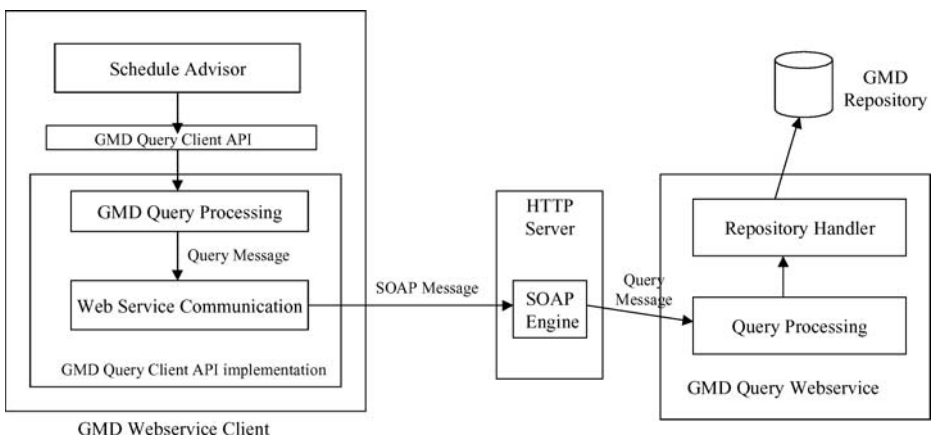 Schedule Advisor
GMD Query Client API
GMD Query Processing
Query Message
Web Service Communication
GMD Query Client API implementation
GMD Webservice Client
SOAP Message
HTTP
Server
SOAP
Engine
Query
Message
GMD
Repository
Repository Handler
Query Processing
GMD Query Webservice